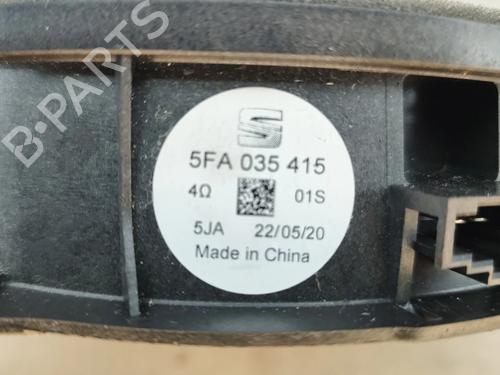 B-PARTS
S
5FA 035 415
4Ω 01S
5JA 22/05/20
Made in China